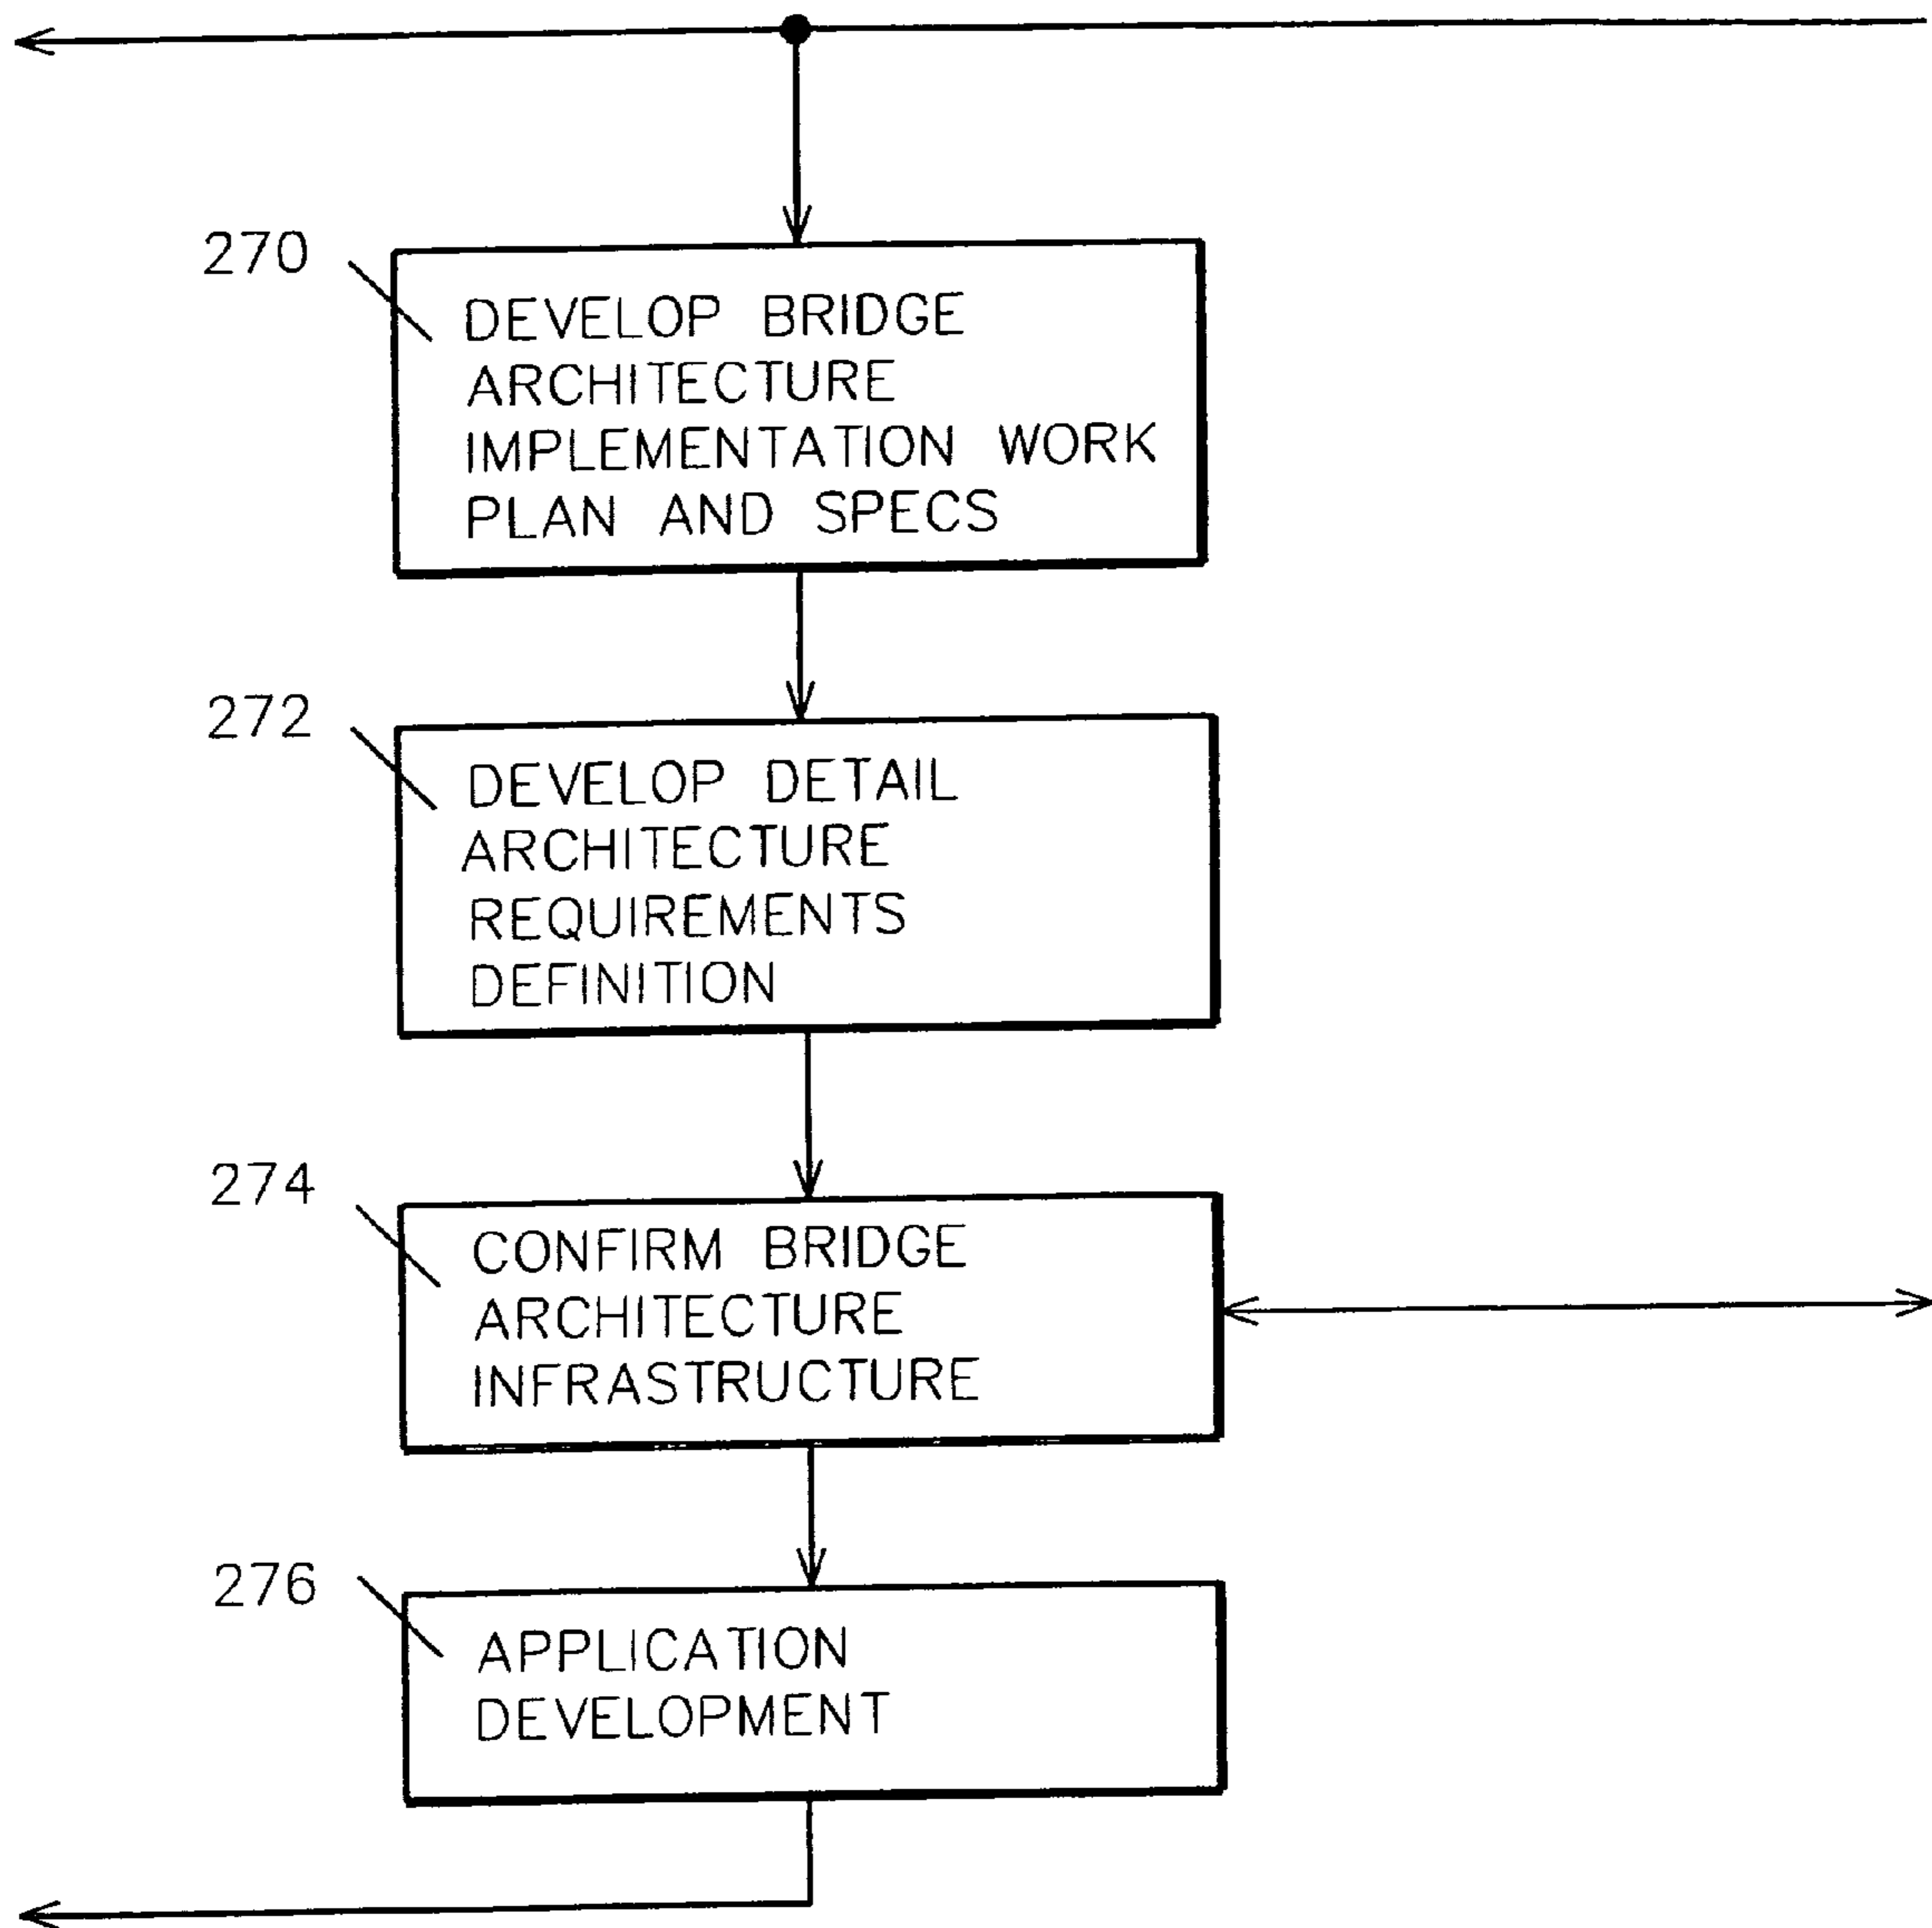 270
DEVELOP BRIDGE
ARCHITECTURE
IMPLEMENTATION WORK
PLAN AND SPECS
272
DEVELOP DETAIL
ARCHITECTURE
REQUIREMENTS
DEFINITION
274
CONFIRM BRIDGE
ARCHITECTURE
INFRASTRUCTURE
276
APPLICATION
DEVELOPMENT